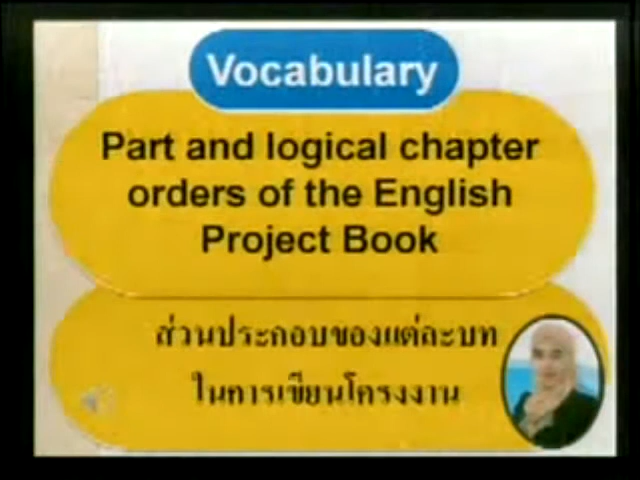 Vocabulary
Part and logical chapter
orders of the English
Project Book
ส่วนประกอบของแต่ละบท
ในการเขียนโครงงาน